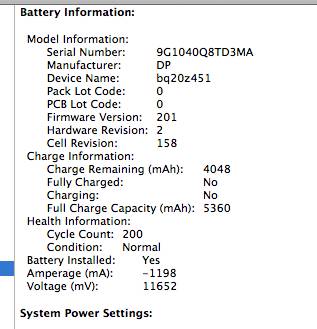 Battery Information:
Model Information:
Serial Number: 9G1040Q8TD3MA
Manufacturer: DP
Device Name: bq20z451
Pack Lot Code: 0
PCB Lot Code: 0
Firmware Version: 201
Hardware Revision: 2
Cell Revision: 158
Charge Information:
Charge Remaining (mAh): 4048
Fully Charged: No
Charging: No
Full Charge Capacity (mAh): 5360
Health Information:
Cycle Count: 200
Condition: Normal
Battery Installed: Yes
Amperage (mA): -1198
Voltage (mV): 11652
System Power Settings: